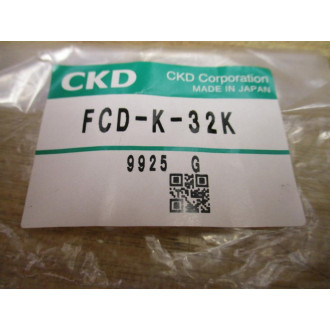 CKD
CKD Corporation
MADE IN JAPAN
FCD-K-32K
9925 G